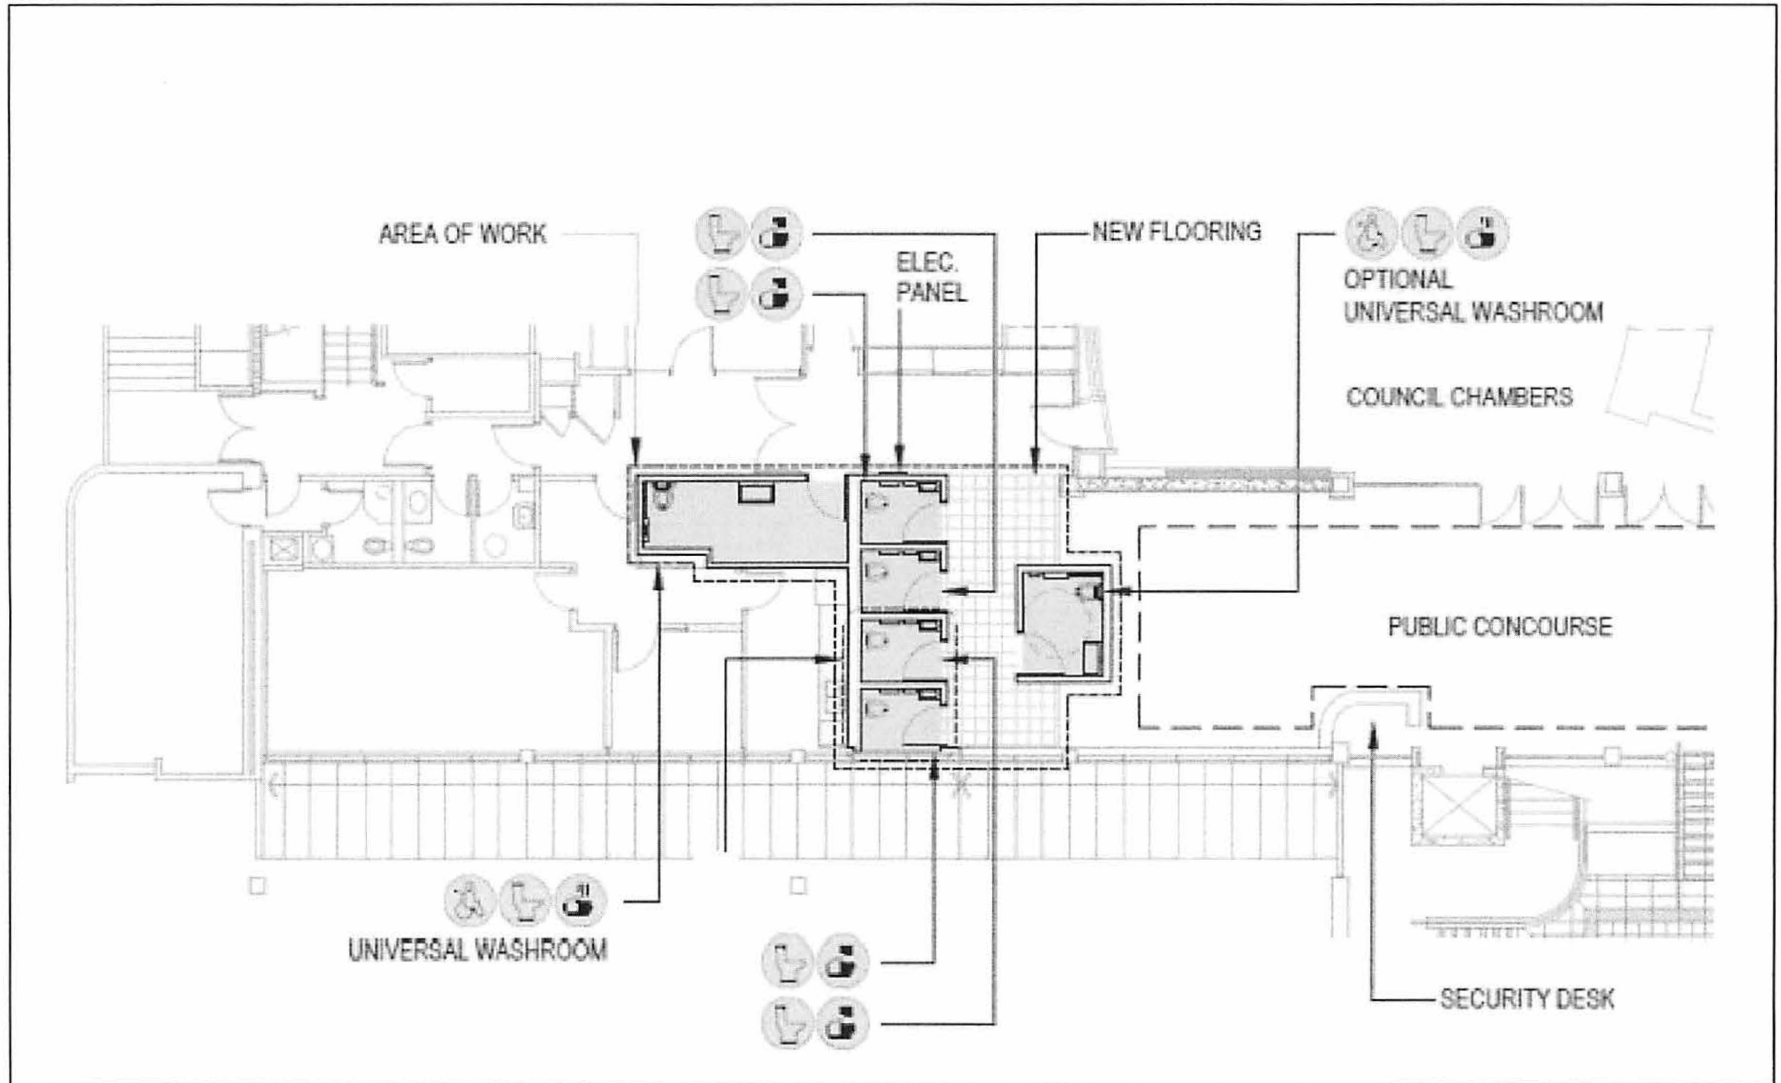 AREA OF WORK
ELEC.
PANEL
NEW FLOORING
OPTIONAL
UNIVERSAL WASHROOM
COUNCIL CHAMBERS
PUBLIC CONCOURSE
UNIVERSAL WASHROOM
SECURITY DESK